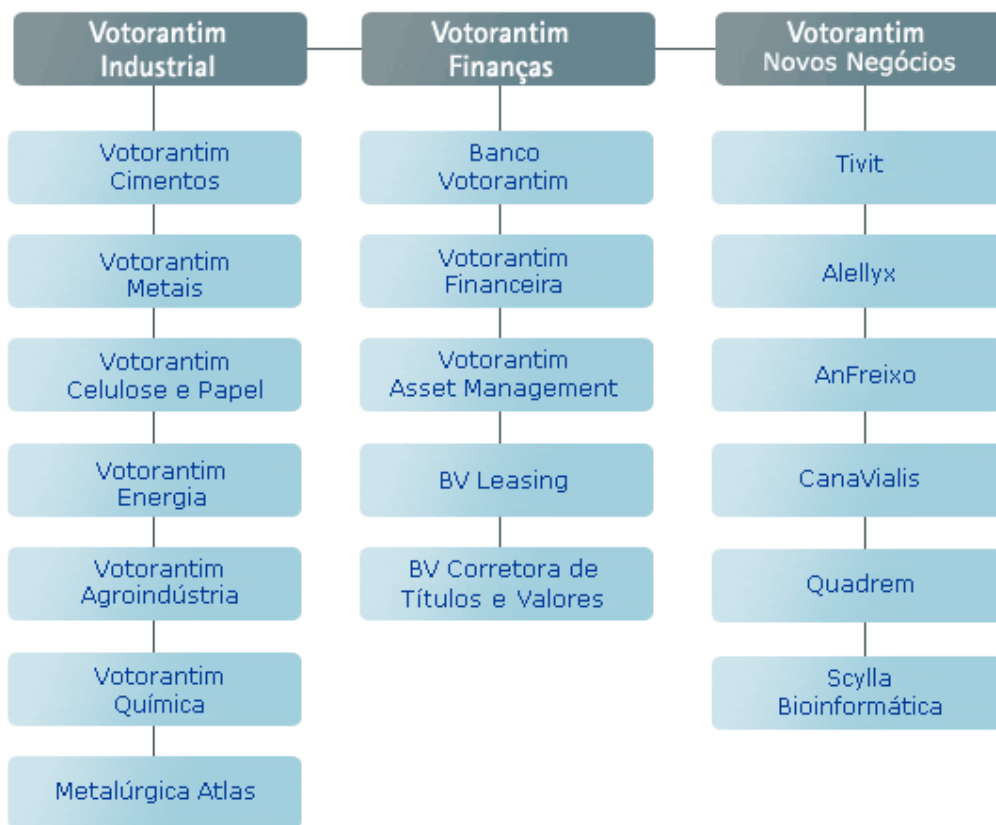 Votorantim
Industrial
Votorantim
Cimentos
Votorantim
Metais
Votorantim
Celulose e Papel
Votorantim
Energia
Votorantim
Agroindústria
Votorantim
Química
Metalúrgica Atlas
Votorantim
Finanças
Banco
Votorantim
Votorantim
Financeira
Votorantim
Asset Management
BV Leasing
BV Corretora de
Títulos e Valores
Votorantim
Novos Negócios
Tivit
Alellyx
AnFreixo
CanaVialis
Quadrem
Scylla
Bioinformática